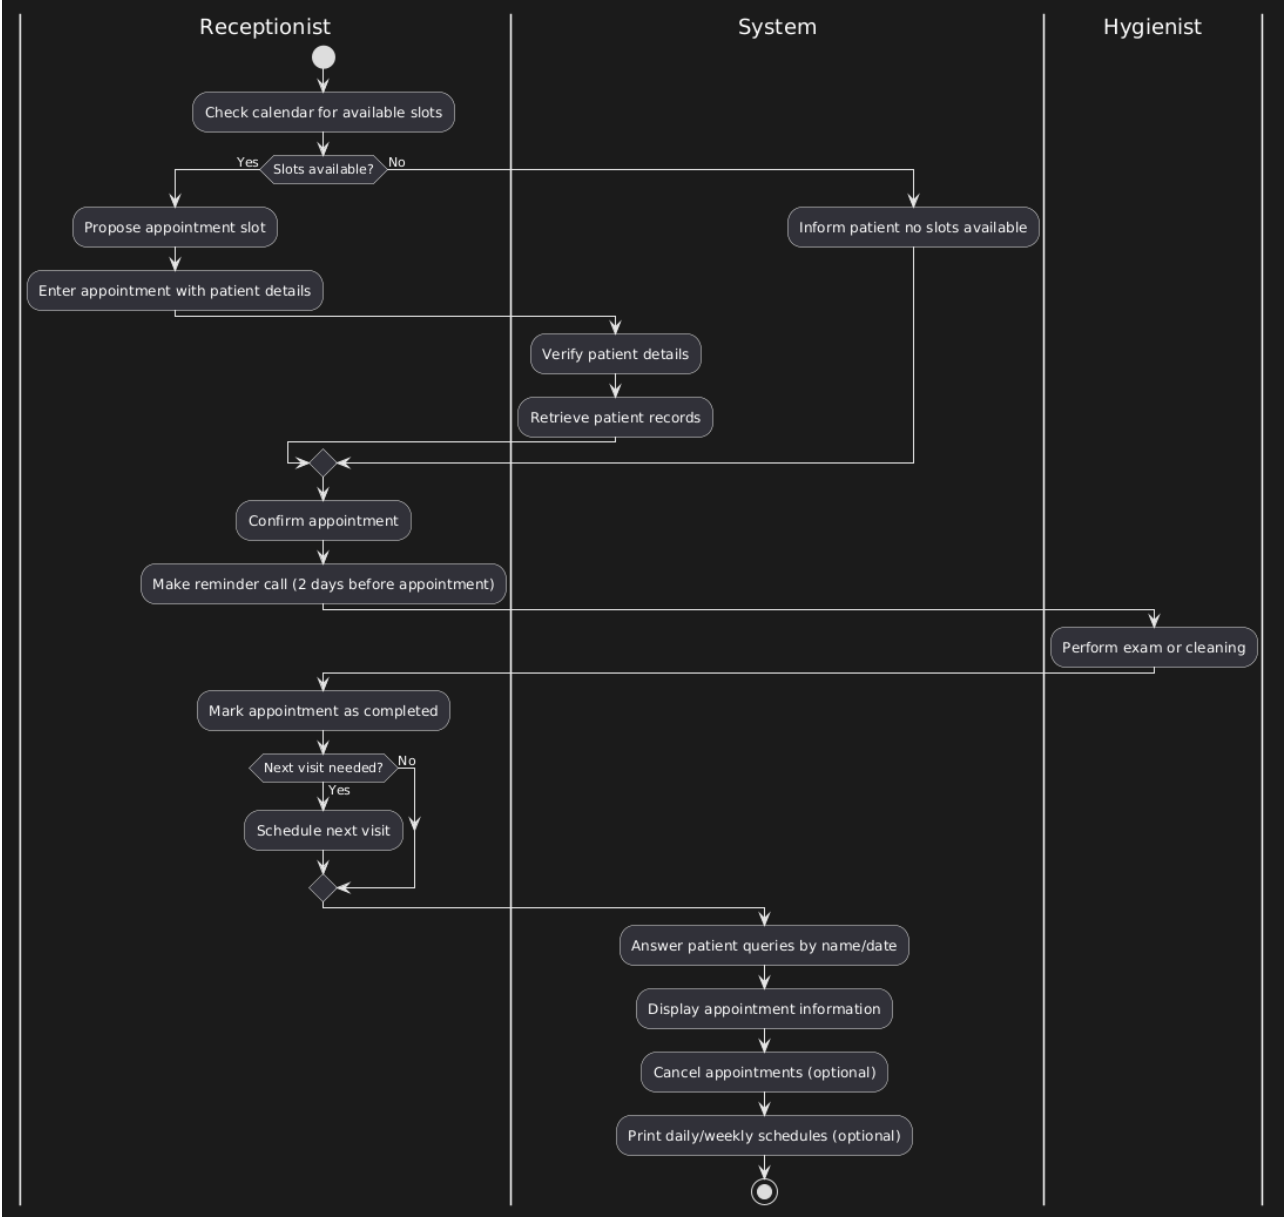 Receptionist
System
Hygienist
Check calendar for available slots
Yes
Slots available?
No
Propose appointment slot
Inform patient no slots available
Enter appointment with patient details
Verify patient details
Retrieve patient records
Confirm appointment
Make reminder call (2 days before appointment)
Perform exam or cleaning
Mark appointment as completed
Next visit needed?
No
Yes
Schedule next visit
Answer patient queries by name/date
Display appointment information
Cancel appointments (optional)
Print daily/weekly schedules (optional)